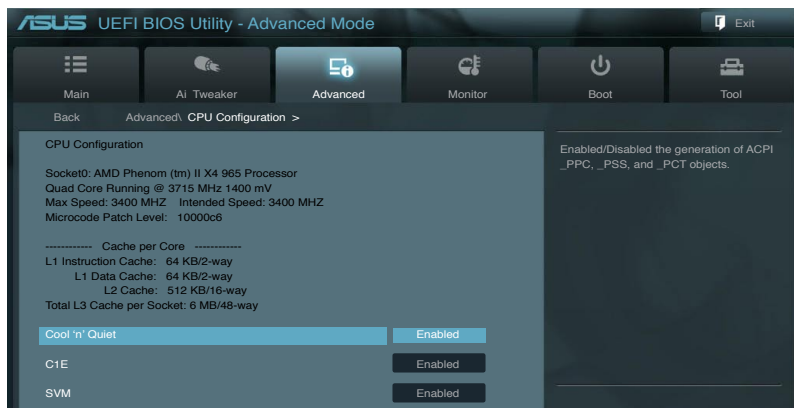 ASUS UEFI BIOS Utility - Advanced Mode
Exit
Main
Ai Tweaker
Advanced
Monitor
Boot
Tool
Back Advanced\ CPU Configuration >
CPU Configuration
Socket0: AMD Phenom (tm) II X4 965 Processor
Quad Core Running @ 3715 MHz 1400 mV
Max Speed: 3400 MHZ Intended Speed: 3400 MHZ
Microcode Patch Level: 10000c6
------------ Cache per Core ------------
L1 Instruction Cache: 64 KB/2-way
L1 Data Cache: 64 KB/2-way
L2 Cache: 512 KB/16-way
Total L3 Cache per Socket: 6 MB/48-way
Cool 'n' Quiet Enabled
C1E Enabled
SVM Enabled
Enabled/Disabled the generation of ACPI
_PPC, _PSS, and _PCT objects.